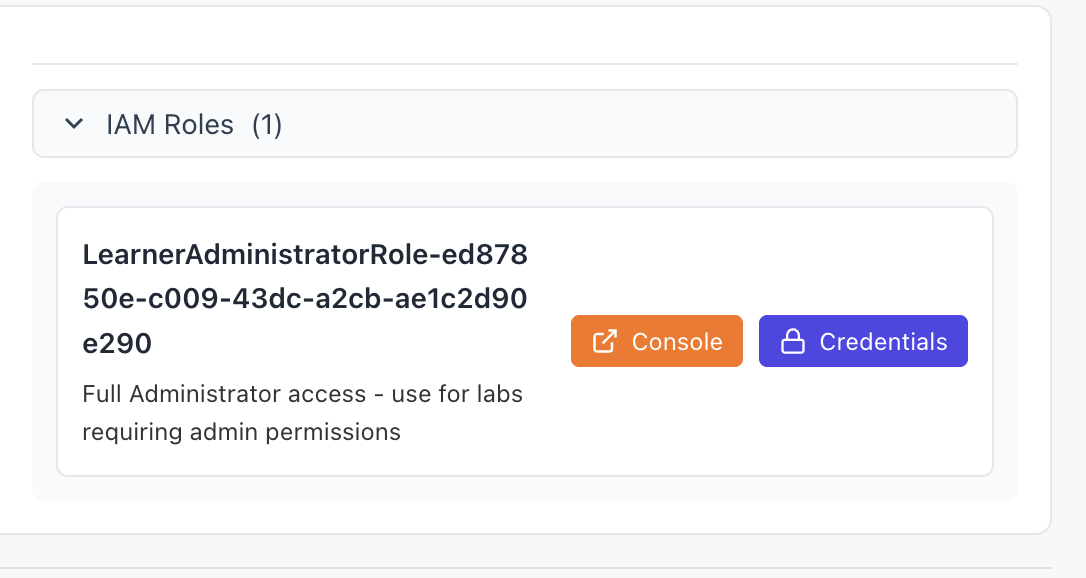 IAM Roles (1)
LearnerAdministratorRole-ed878
50e-c009-43dc-a2cb-ae1c2d90
e290
Console
Credentials
Full Administrator access - use for labs
requiring admin permissions